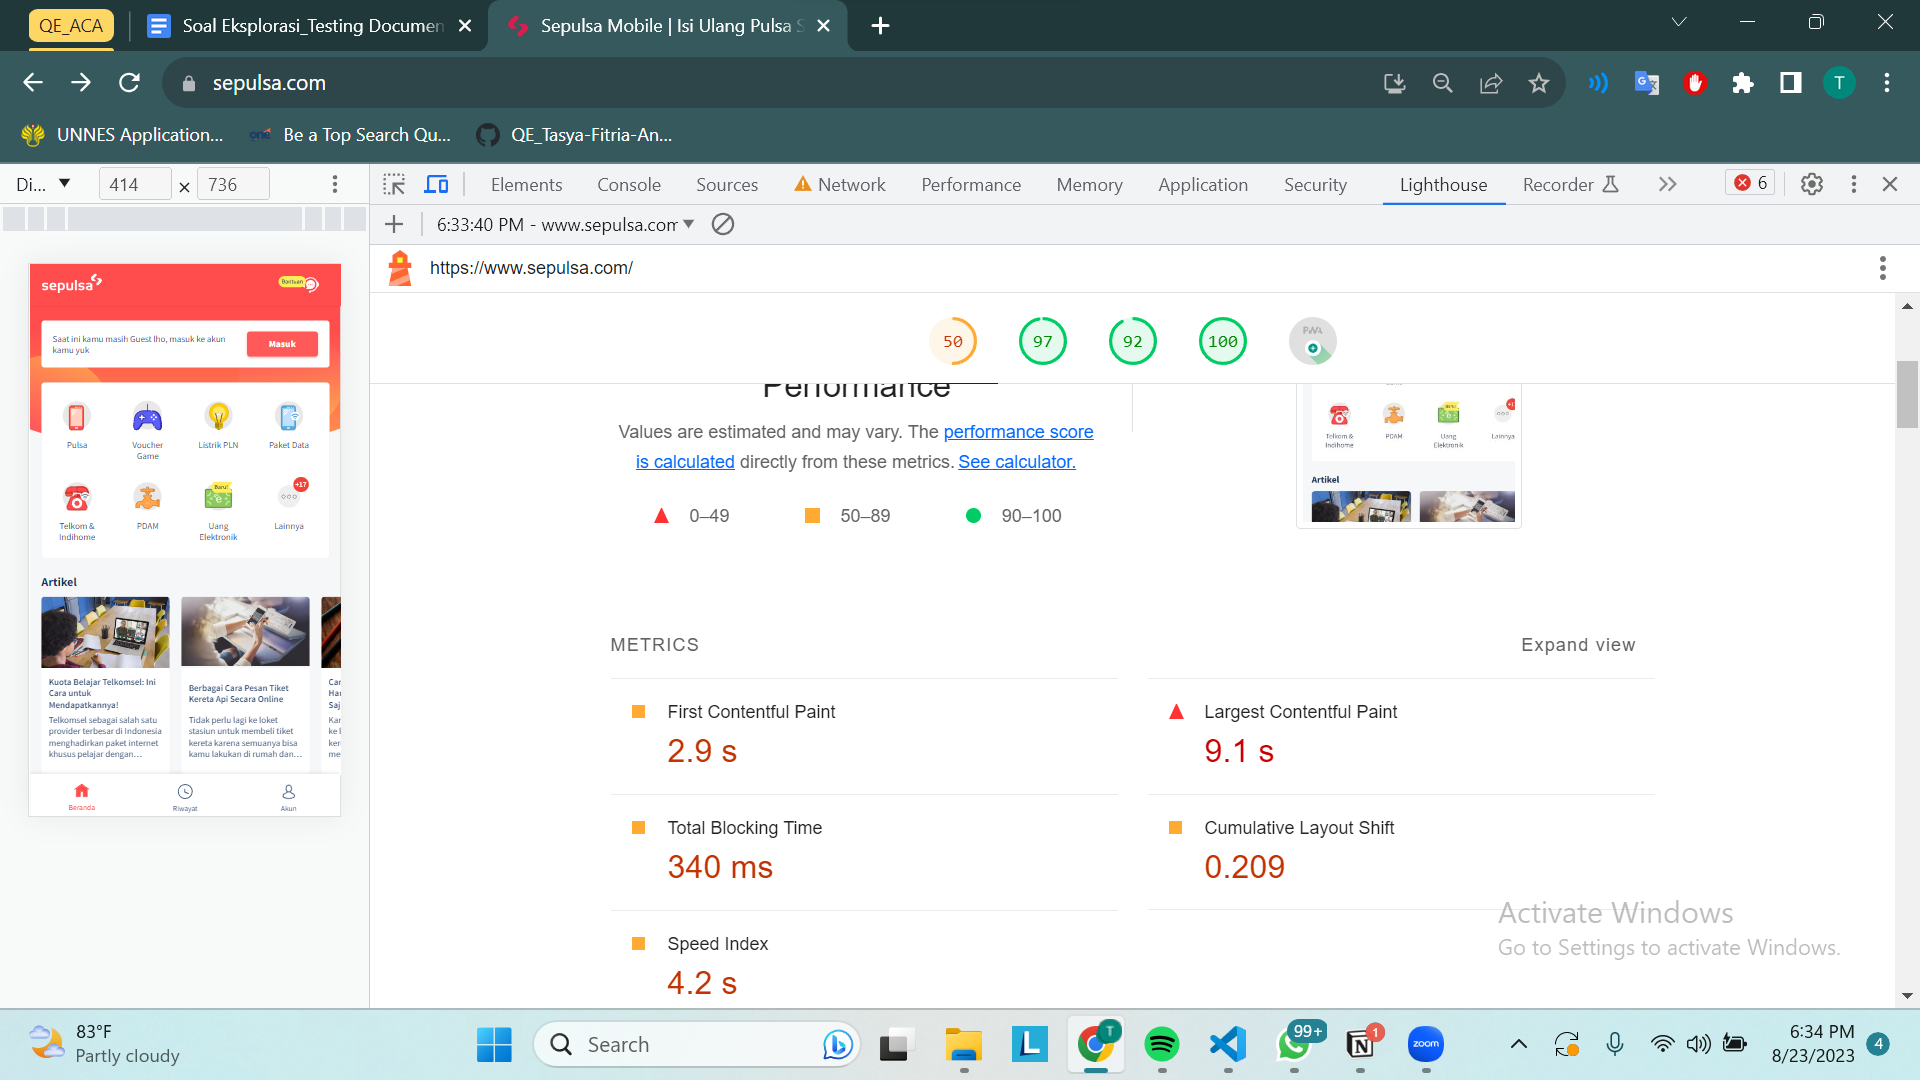 QE_ACA
Soal Eksplorasi_Testing Documen
Sepulsa Mobile | Isi Ulang Pulsa S
sepulsa.com
T
UNNES Application...
one
Be a Top Search Qu...
QE_Tasya-Fitria-An...
Di...
414
×
736
Elements
Console
Sources
Network
Performance
Memory
Application
Security
Lighthouse
Recorder
6
6:33:40 PM - www.sepulsa.com
https://www.sepulsa.com/
50
97
92
100
PWA
Performance
Values are estimated and may vary. The performance score
is calculated directly from these metrics. See calculator.
0–49
50–89
90–100
Telkom &
Indihome
PDAM
Uang
Elektronik
Lainnya
Artikel
METRICS
Expand view
First Contentful Paint
2.9 s
Largest Contentful Paint
9.1 s
Total Blocking Time
340 ms
Cumulative Layout Shift
0.209
Speed Index
4.2 s
sepulsa
Bantuan
Saat ini kamu masih Guest lho, masuk ke akun
kamu yuk
Masuk
Pulsa
Voucher
Game
Listrik PLN
Paket Data
Baru!
+17
Telkom &
Indihome
PDAM
Uang
Elektronik
Lainnya
Artikel
Kuota Belajar Telkomsel: Ini
Cara untuk
Mendapatkannya!
Telkomsel sebagai salah satu
provider terbesar di Indonesia
menghadirkan paket internet
khusus pelajar dengan...
Berbagai Cara Pesan Tiket
Kereta Api Secara Online
Tidak perlu lagi ke loket
stasiun untuk membeli tiket
kereta karena semuanya bisa
kamu lakukan di rumah dan...
Beranda
Riwayat
Akun
Activate Windows
Go to Settings to activate Windows.
83°F
Partly cloudy
Search
L
T
99+
1
zoom
6:34 PM
8/23/2023
4